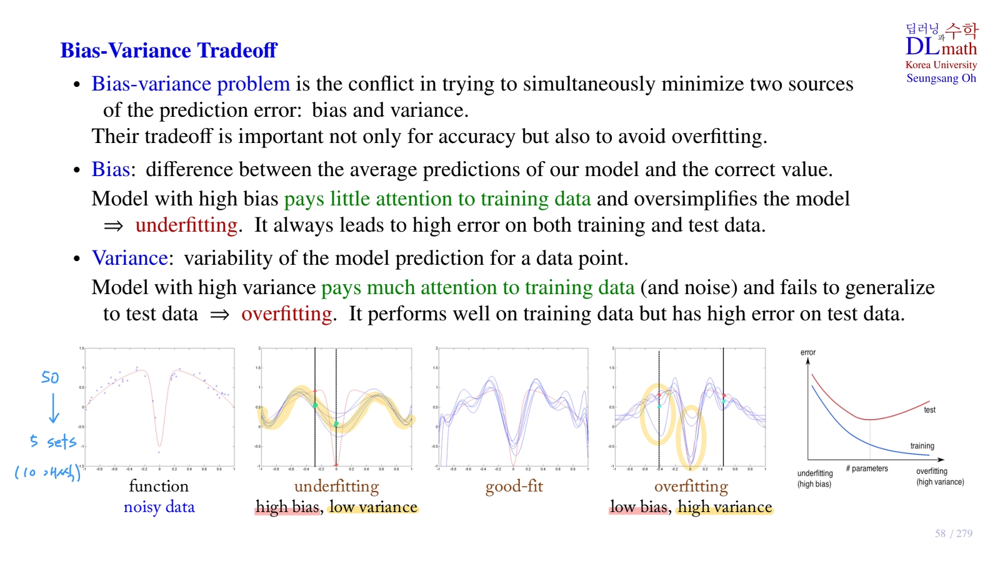 딥러닝과 수학
DL math
Korea University
Seungsang Oh
Bias-Variance Tradeoff
• Bias-variance problem is the conflict in trying to simultaneously minimize two sources
of the prediction error: bias and variance.
Their tradeoff is important not only for accuracy but also to avoid overfitting.
• Bias: difference between the average predictions of our model and the correct value.
Model with high bias pays little attention to training data and oversimplifies the model
⇒ underfitting. It always leads to high error on both training and test data.
• Variance: variability of the model prediction for a data point.
Model with high variance pays much attention to training data (and noise) and fails to generalize
to test data ⇒ overfitting. It performs well on training data but has high error on test data.
50
↓
5 sets
(10
function
noisy data
underfitting
high bias, low variance
good-fit
overfitting
low bias, high variance
error
test
training
# parameters
underfitting
(high bias)
overfitting
(high variance)
58 / 279